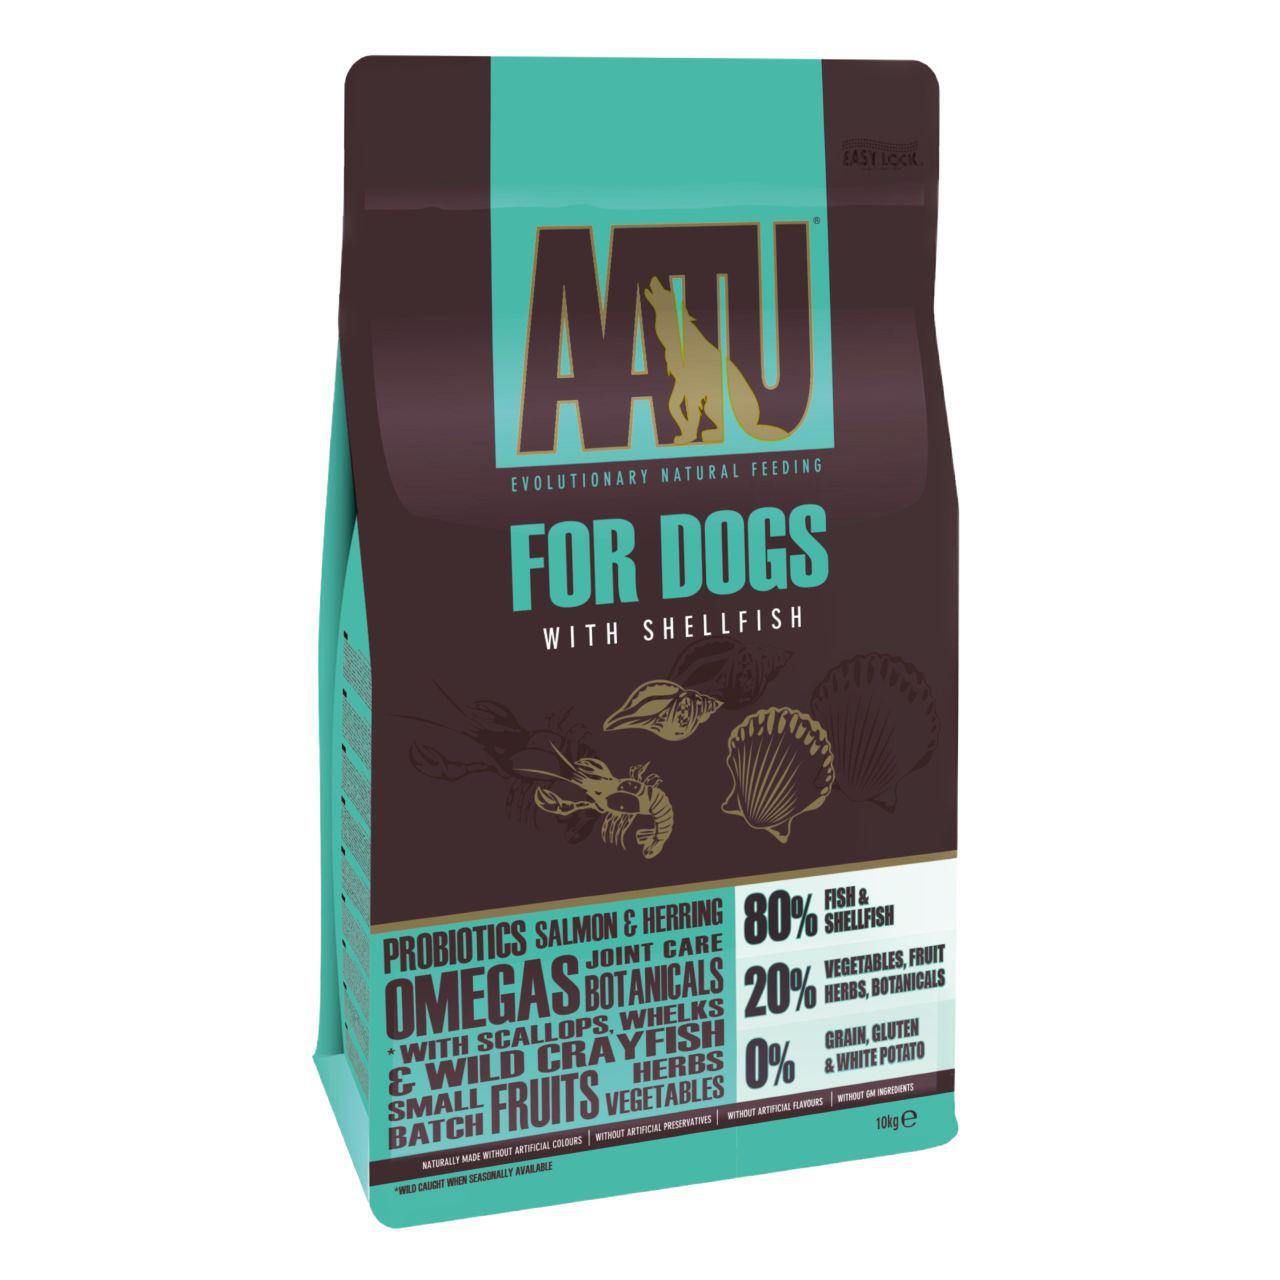 EASY LOCK
AATU®
EVOLUTIONARY NATURAL FEEDING
FOR DOGS
WITH SHELLFISH
PROBIOTICS SALMON & HERRING
OMEGAS JOINT CARE
BOTANICALS
*WITH SCALLOPS, WHELKS
& WILD CRAYFISH
SMALL BATCH FRUITS HERBS
VEGETABLES
80% FISH & SHELLFISH
20% VEGETABLES, FRUIT HERBS, BOTANICALS
0% GRAIN, GLUTEN & WHITE POTATO
NATURALLY MADE WITHOUT ARTIFICIAL COLOURS | WITHOUT ARTIFICIAL PRESERVATIVES | WITHOUT ARTIFICIAL FLAVOURS | WITHOUT GM INGREDIENTS
10kg ℮
*WILD CAUGHT WHEN SEASONALLY AVAILABLE